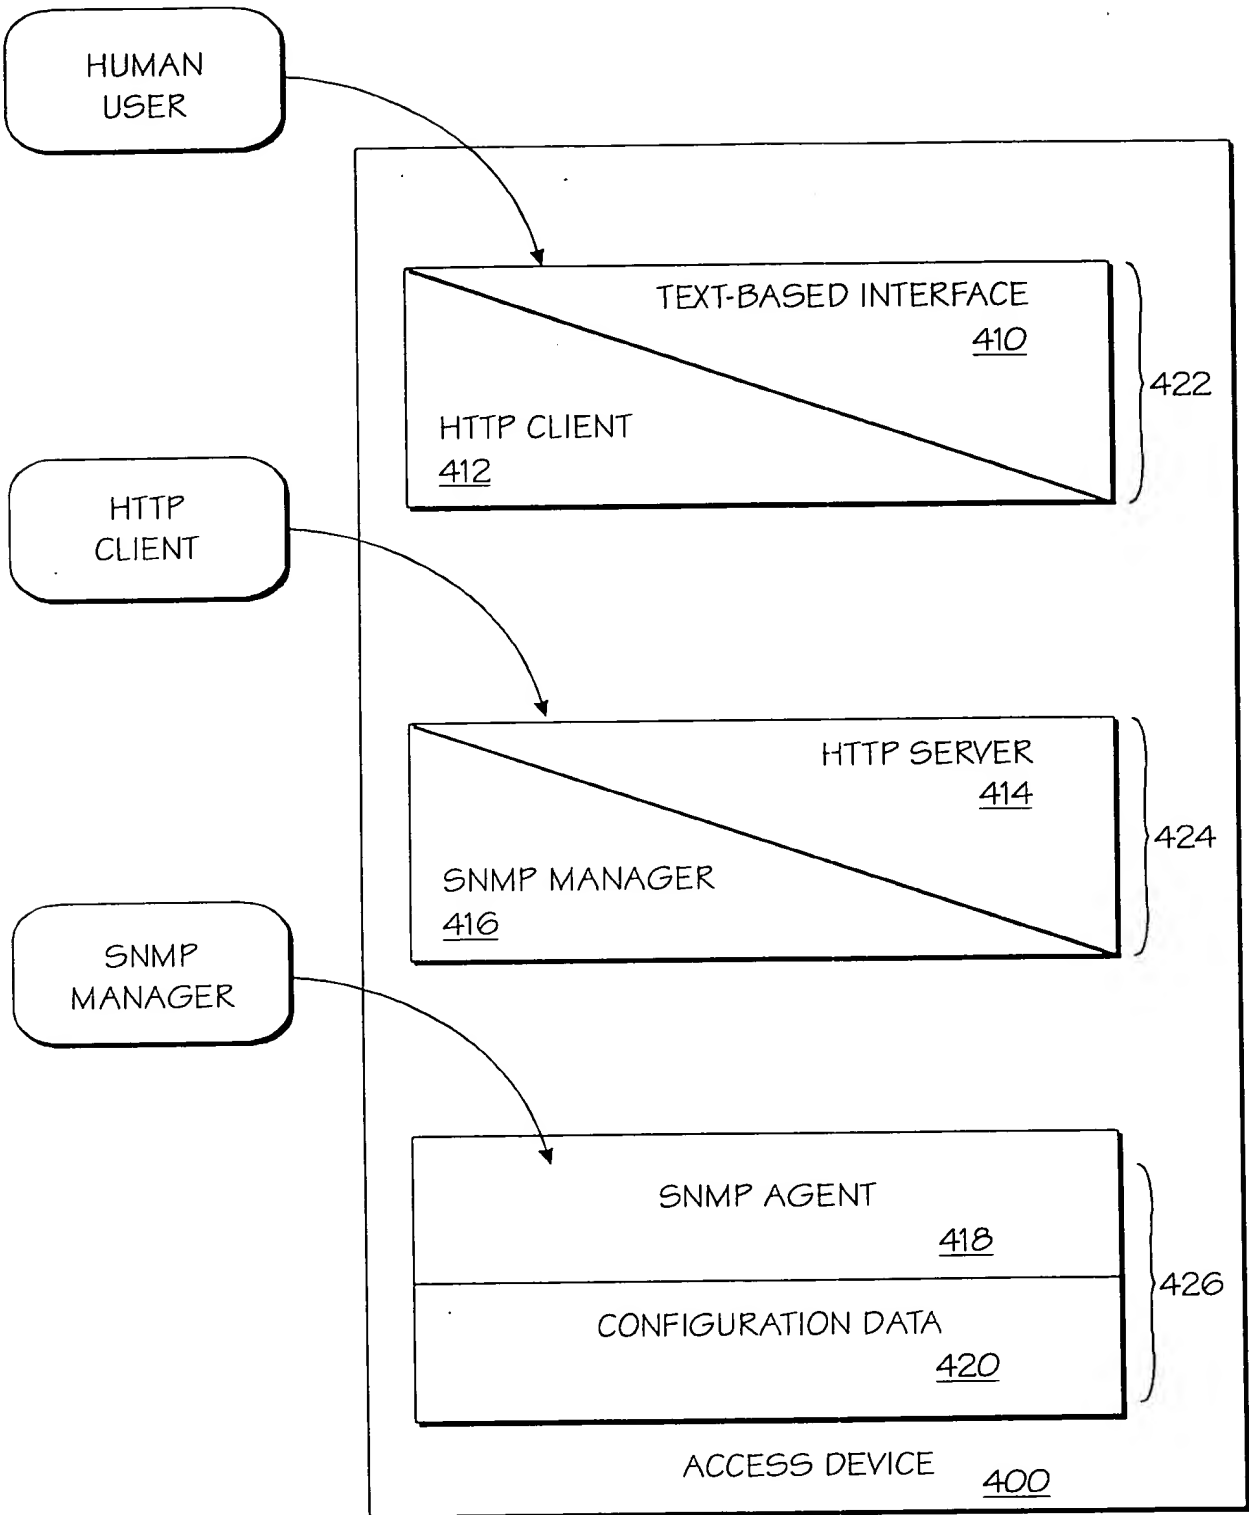 HUMAN
USER
TEXT-BASED INTERFACE
410
422
HTTP CLIENT
412
HTTP
CLIENT
HTTP SERVER
414
424
SNMP MANAGER
416
SNMP
MANAGER
SNMP AGENT
418
426
CONFIGURATION DATA
420
ACCESS DEVICE
400